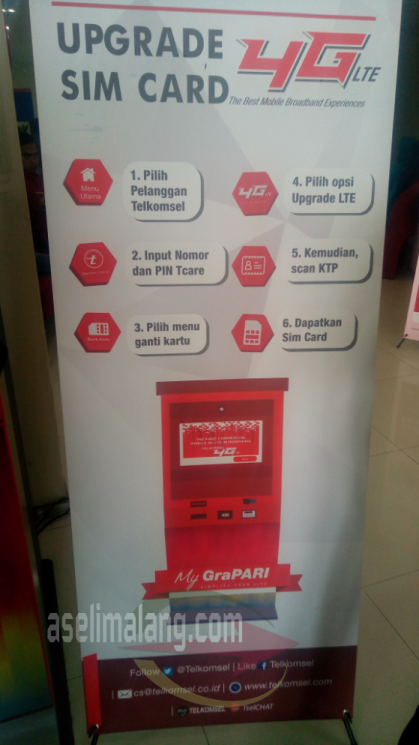 UPGRADE
SIM CARD
4G LTE
The Best Mobile Broadband Experiences
Menu
Utama
1. Pilih
Pelanggan
Telkomsel
2. Input Nomor
dan PIN Tcare
3. Pilih menu
ganti kartu
4G
4. Pilih opsi
Upgrade LTE
5. Kemudian,
scan KTP
6. Dapatkan
Sim Card
4G
My GraPARI
aselimalang.com
Follow @Telkomsel | Like f Telkomsel
| cs@telkomsel.co.id | www.telkomsel.com
My TELKOMSEL TselCHAT